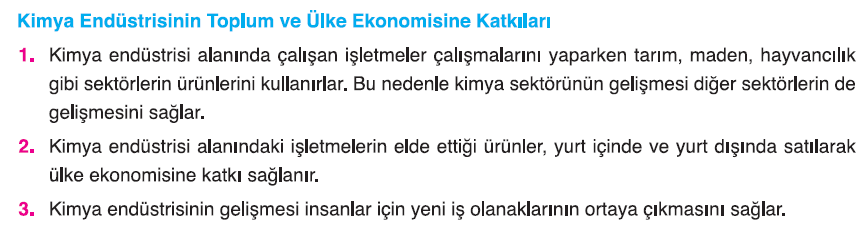 Kimya Endüstrisinin Toplum ve Ülke Ekonomisine Katkıları
1. Kimya endüstrisi alanında çalışan işletmeler çalışmalarını yaparken tarım, maden, hayvancılık
gibi sektörlerin ürünlerini kullanırlar. Bu nedenle kimya sektörünün gelişmesi diğer sektörlerin de
gelişmesini sağlar.
2. Kimya endüstrisi alanındaki işletmelerin elde ettiği ürünler, yurt içinde ve yurt dışında satılarak
ülke ekonomisine katkı sağlanır.
3. Kimya endüstrisinin gelişmesi insanlar için yeni iş olanaklarının ortaya çıkmasını sağlar.